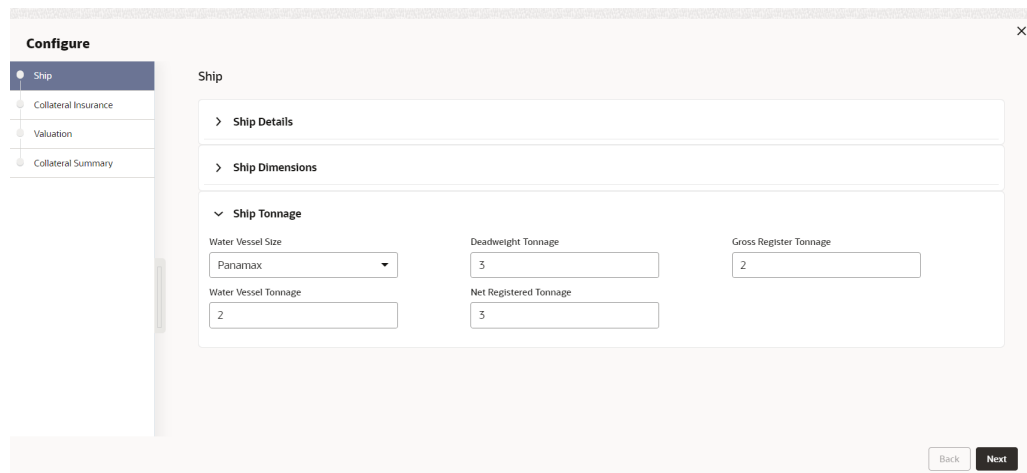 Configure
Ship
Collateral Insurance
Valuation
Collateral Summary
Ship
Ship Details
Ship Dimensions
Ship Tonnage
Water Vessel Size
Deadweight Tonnage
Gross Register Tonnage
Panamax
3
2
Water Vessel Tonnage
Net Registered Tonnage
2
3
Back
Next